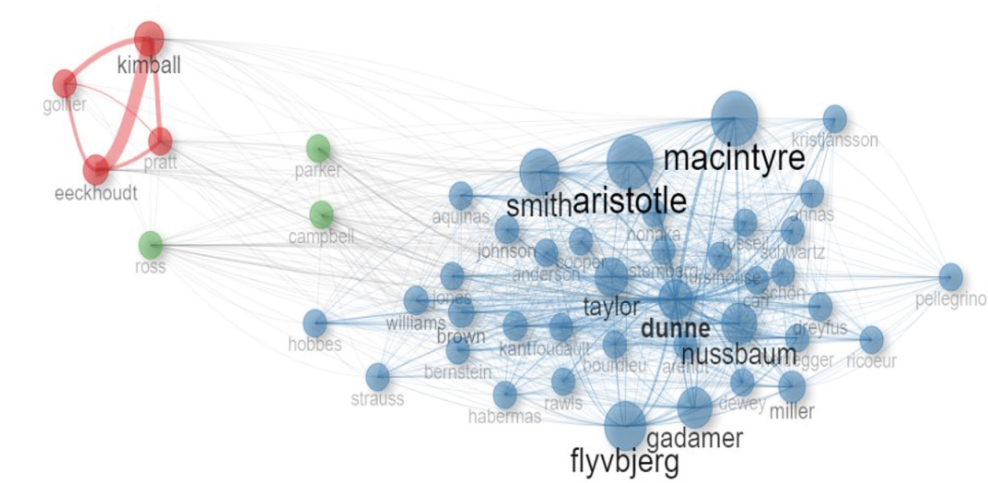 kimball
gollier
pratt
eeckhoudt
parker
campbell
ross
macintyre
kristjansson
smith
aristotle
aquinas
annas
johnson
nonaka
russell
schwartz
cooper
anderson
sternberg
hursthouse
jones
taylor
carr
schon
pellegrino
williams
dunne
dreyfus
brown
hobbes
kant
foucault
nussbaum
bourdieu
arendt
ricoeur
bernstein
strauss
rawls
dewey
miller
habermas
gadamer
flyvbjerg